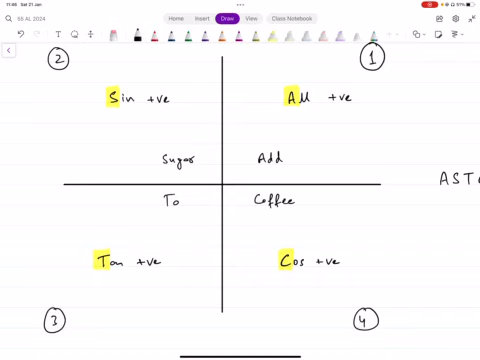 11:46 Sat 21 Jan
51%
Home Insert Draw View Class Notebook
S6 AL 2024
2
1
Sin +ve
All +ve
Sugar
Add
ASTC
To
Coffee
Tan +ve
Cos +ve
3
4